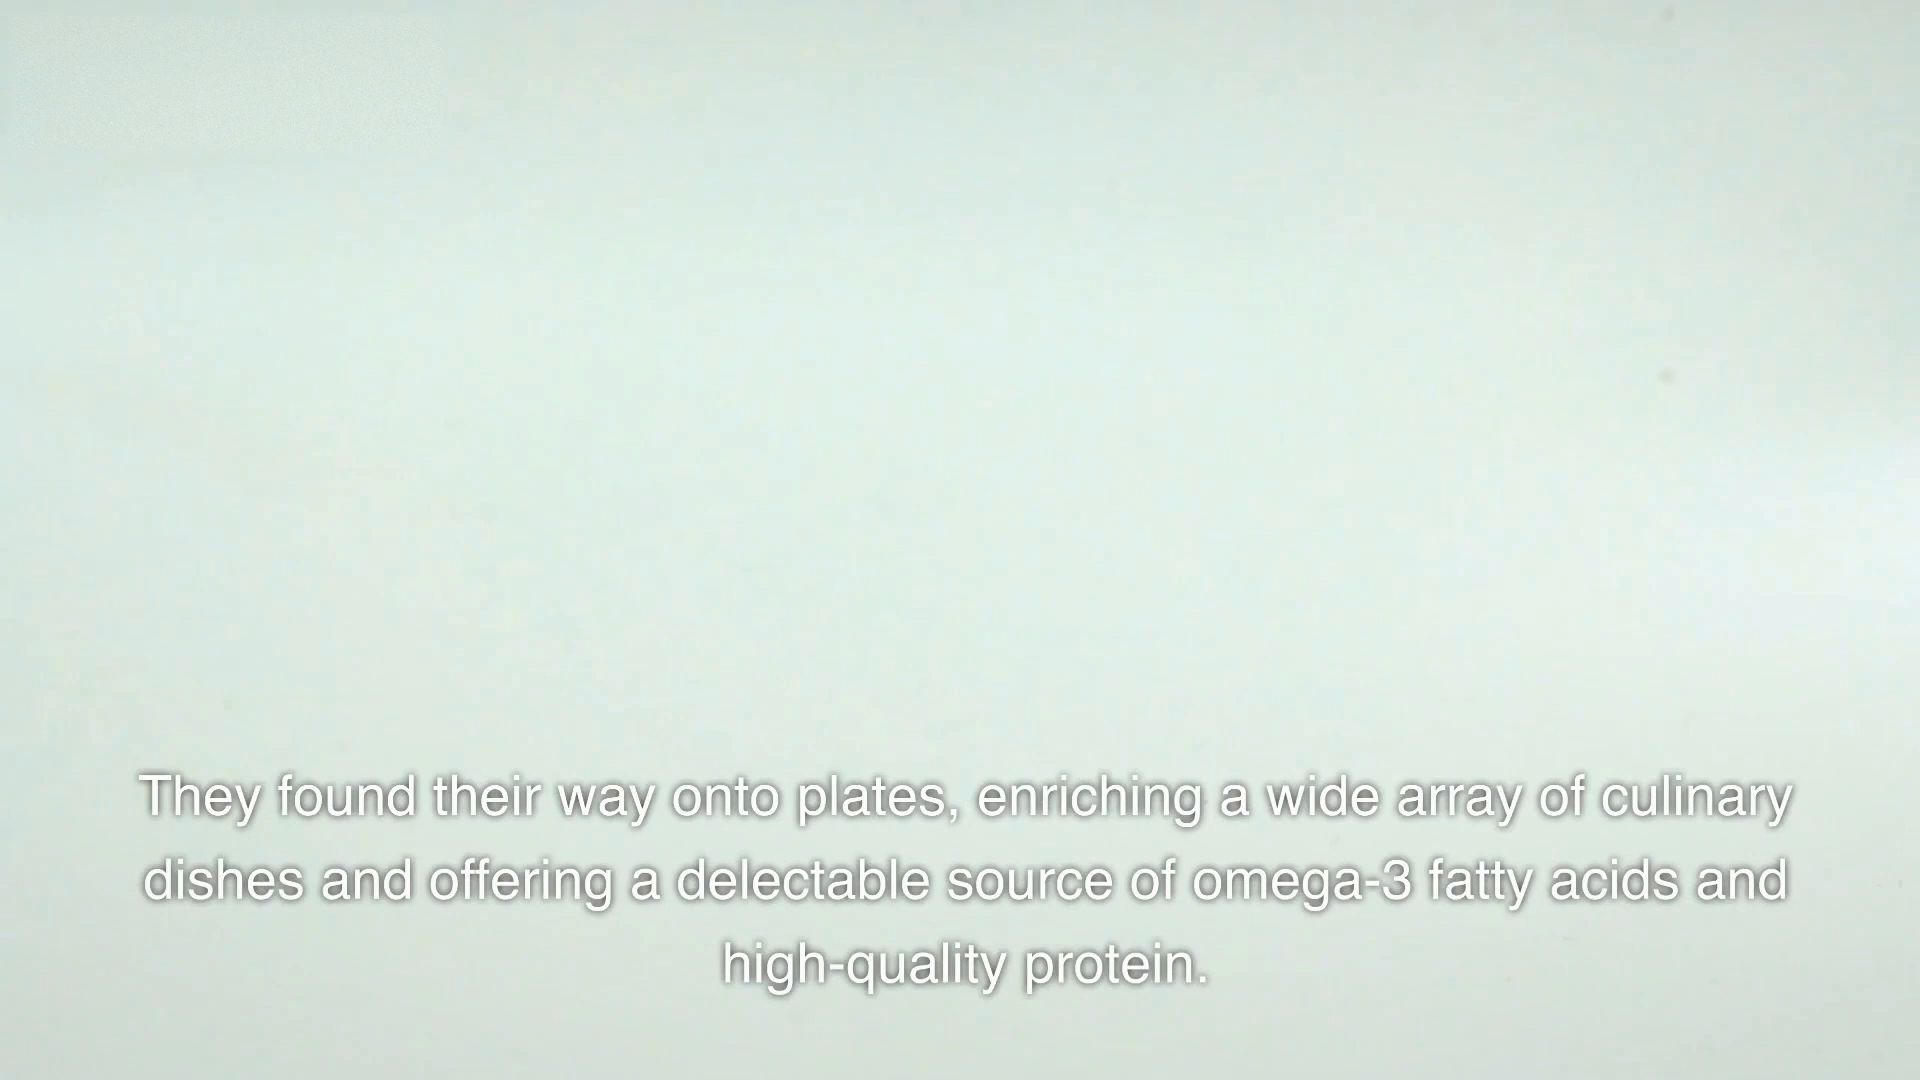 They found their way onto plates, enriching a wide array of culinary
dishes and offering a delectable source of omega-3 fatty acids and
high-quality protein.